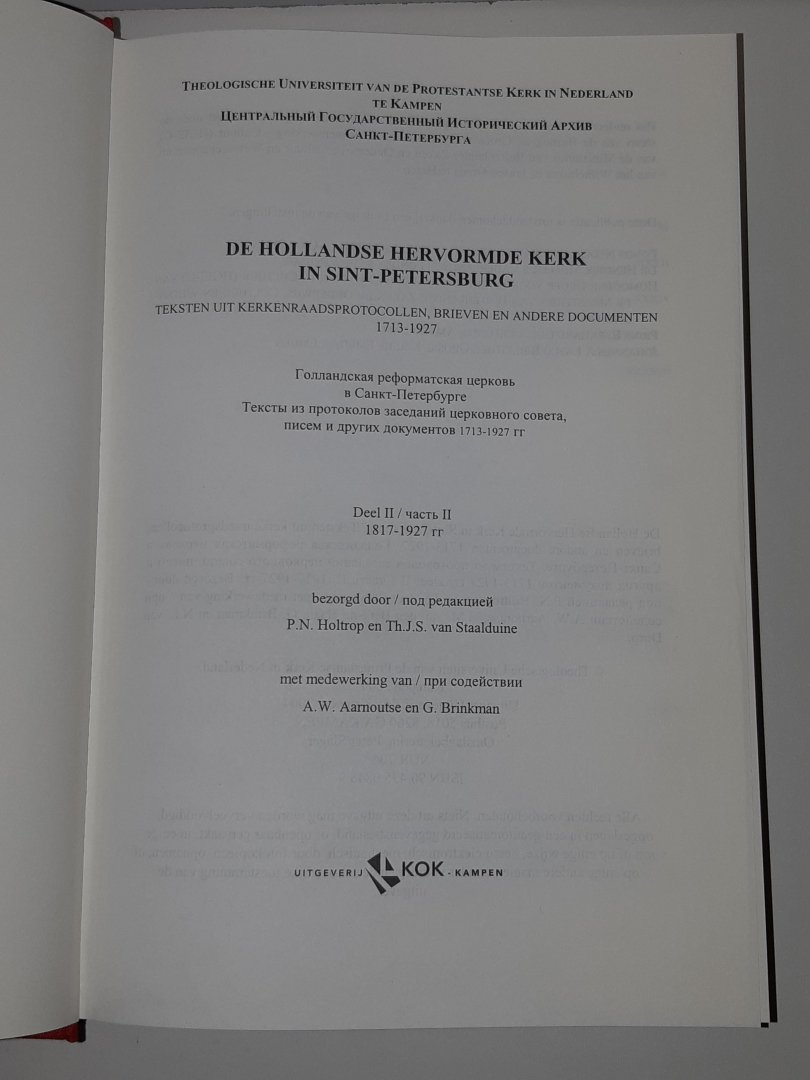 THEOLOGISCHE UNIVERSITEIT VAN DE PROTESTANTSE KERK IN NEDERLAND
TE KAMPEN
ЦЕНТРАЛЬНЫЙ ГОСУДАРСТВЕННЫЙ ИСТОРИЧЕСКИЙ АРХИВ
САНКТ-ПЕТЕРБУРГА
DE HOLLANDSE HERVORMDE KERK
IN SINT-PETERSBURG
TEKSTEN UIT KERKENRAADSPROTOCOLLEN, BRIEVEN EN ANDERE DOCUMENTEN
1713-1927
Голландская реформатская церковь
в Санкт-Петербурге
Тексты из протоколов заседаний церковного совета,
писем и других документов 1713-1927 гг
Deel II / часть II
1817-1927 гг
bezorgd door / под редакцией
P.N. Holtrop en Th.J.S. van Staalduine
met medewerking van / при содействии
A.W. Aarnoutse en G. Brinkman
UITGEVERIJ KOK - KAMPEN